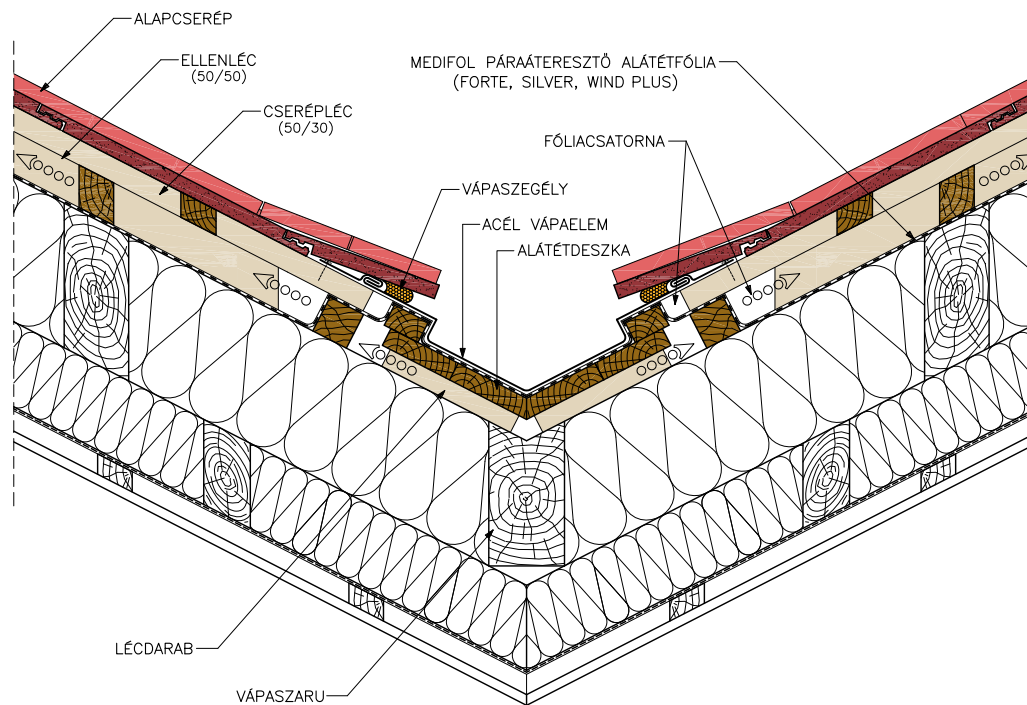 ALAPCSERÉP
ELLENLÉC
(50/50)
CSERÉPLÉC
(50/30)
MEDIFOL PÁRAÁTERESZTŐ ALÁTÉTFÓLIA
(FORTE, SILVER, WIND PLUS)
FÓLIACSATORNA
VÁPASZEGÉLY
ACÉL VÁPAELEM
ALÁTÉTDESZKA
LÉCDARAB
VÁPASZARU